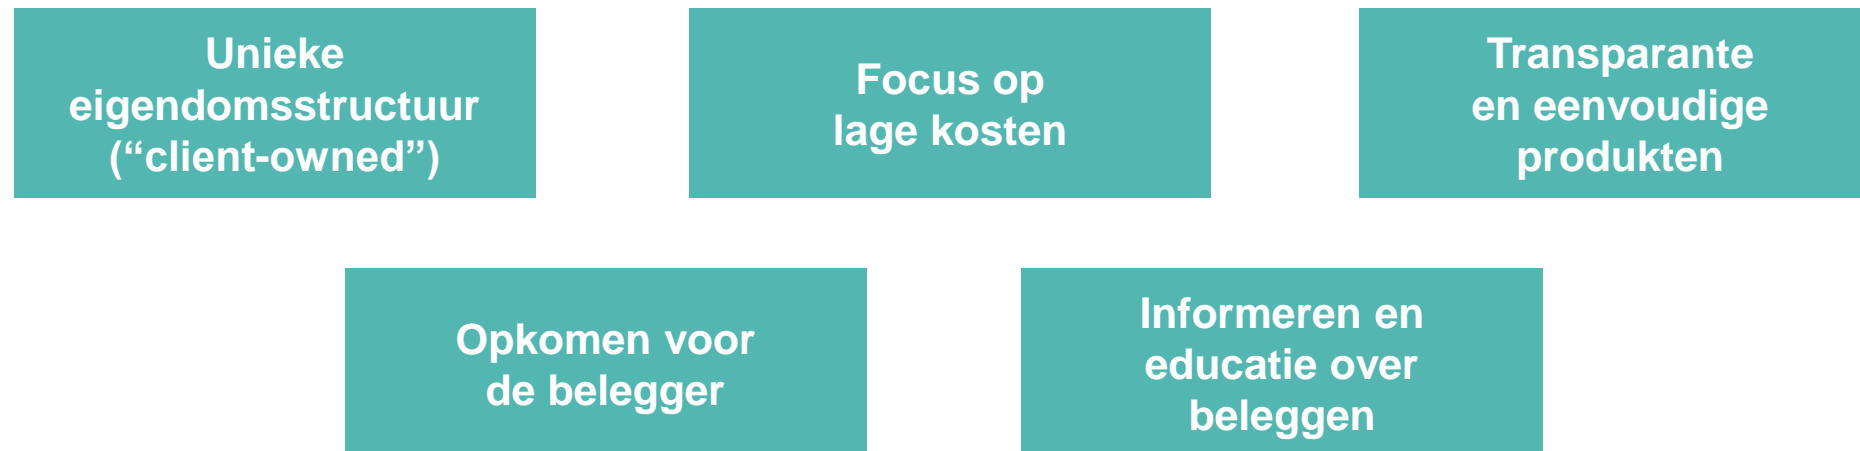 Unieke
eigendomsstructuur
(“client-owned”)
Focus op
lage kosten
Transparante
en eenvoudige
produkten
Opkomen voor
de belegger
Informeren en
educatie over
beleggen